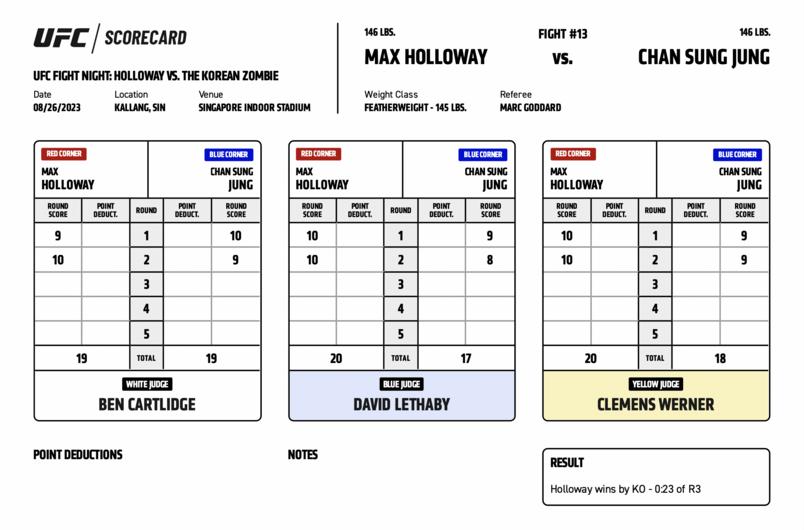 UFC / SCORECARD
UFC FIGHT NIGHT: HOLLOWAY VS. THE KOREAN ZOMBIE
Date Location Venue
08/26/2023 KALLANG, SIN SINGAPORE INDOOR STADIUM
146 LBS. FIGHT #13 146 LBS.
MAX HOLLOWAY VS. CHAN SUNG JUNG
Weight Class Referee
FEATHERWEIGHT - 145 LBS. MARC GODDARD
RED CORNER BLUE CORNER
MAX CHAN SUNG
HOLLOWAY JUNG
ROUND POINT ROUND POINT ROUND
SCORE DEDUCT. DEDUCT. SCORE
9 1 10
10 2 9
3
4
5
19 TOTAL 19
WHITE JUDGE
BEN CARTLIDGE
RED CORNER BLUE CORNER
MAX CHAN SUNG
HOLLOWAY JUNG
ROUND POINT ROUND POINT ROUND
SCORE DEDUCT. DEDUCT. SCORE
10 1 9
10 2 8
3
4
5
20 TOTAL 17
BLUE JUDGE
DAVID LETHABY
RED CORNER BLUE CORNER
MAX CHAN SUNG
HOLLOWAY JUNG
ROUND POINT ROUND POINT ROUND
SCORE DEDUCT. DEDUCT. SCORE
10 1 9
10 2 9
3
4
5
20 TOTAL 18
YELLOW JUDGE
CLEMENS WERNER
POINT DEDUCTIONS
NOTES
RESULT
Holloway wins by KO - 0:23 of R3